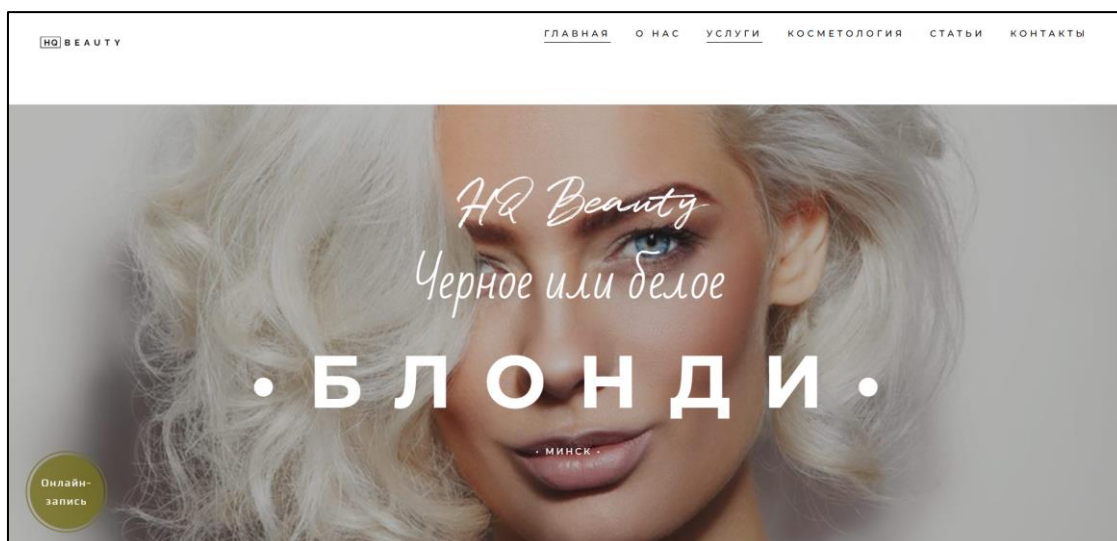 HQ BEAUTY
ГЛАВНАЯ О НАС УСЛУГИ КОСМЕТОЛОГИЯ СТАТЬИ КОНТАКТЫ
HQ Beauty
Черное или белое
• БЛОНДИ •
• МИНСК •
Онлайн-
запись